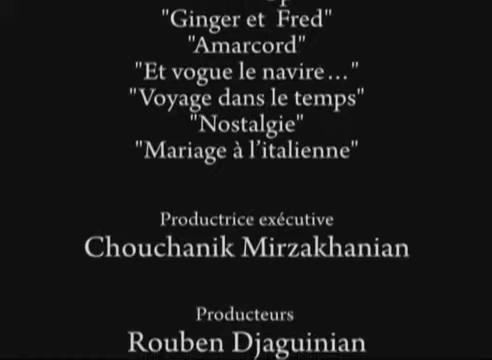 "Ginger et Fred"
"Amarcord"
"Et vogue le navire..."
"Voyage dans le temps"
"Nostalgie"
"Mariage à l'italienne"
Productrice exécutive
Chouchanik Mirzakhanian
Producteurs
Rouben Djaguinian